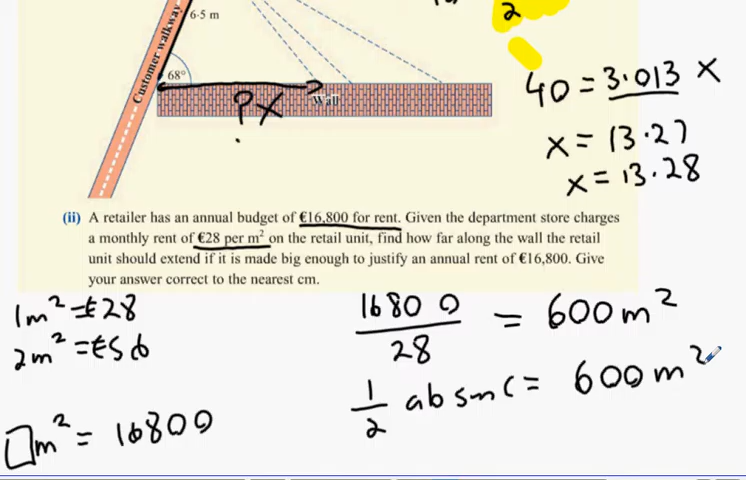 6·5 m
2
Customer walkway
68°
40 = 3.013 x
? x
Wall
x = 13.27
x = 13.28
(ii) A retailer has an annual budget of €16,800 for rent. Given the department store charges
a monthly rent of €28 per m² on the retail unit, find how far along the wall the retail
unit should extend if it is made big enough to justify an annual rent of €16,800. Give
your answer correct to the nearest cm.
1m² = €28
16800
28
= 600m²
2m² = €56
1
2
ab sin C = 600m²
□m² = 16800